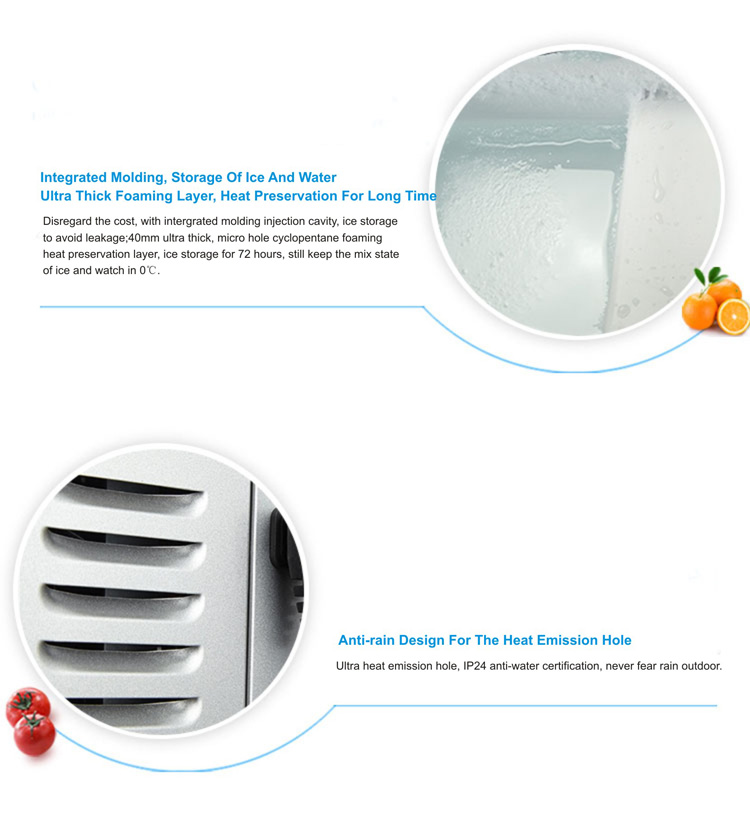 Integrated Molding, Storage Of Ice And Water
Ultra Thick Foaming Layer, Heat Preservation For Long Time
Disregard the cost, with intergrated molding injection cavity, ice storage
to avoid leakage;40mm ultra thick, micro hole cyclopentane foaming
heat preservation layer, ice storage for 72 hours, still keep the mix state
of ice and watch in 0℃.
Anti-rain Design For The Heat Emission Hole
Ultra heat emission hole, IP24 anti-water certification, never fear rain outdoor.